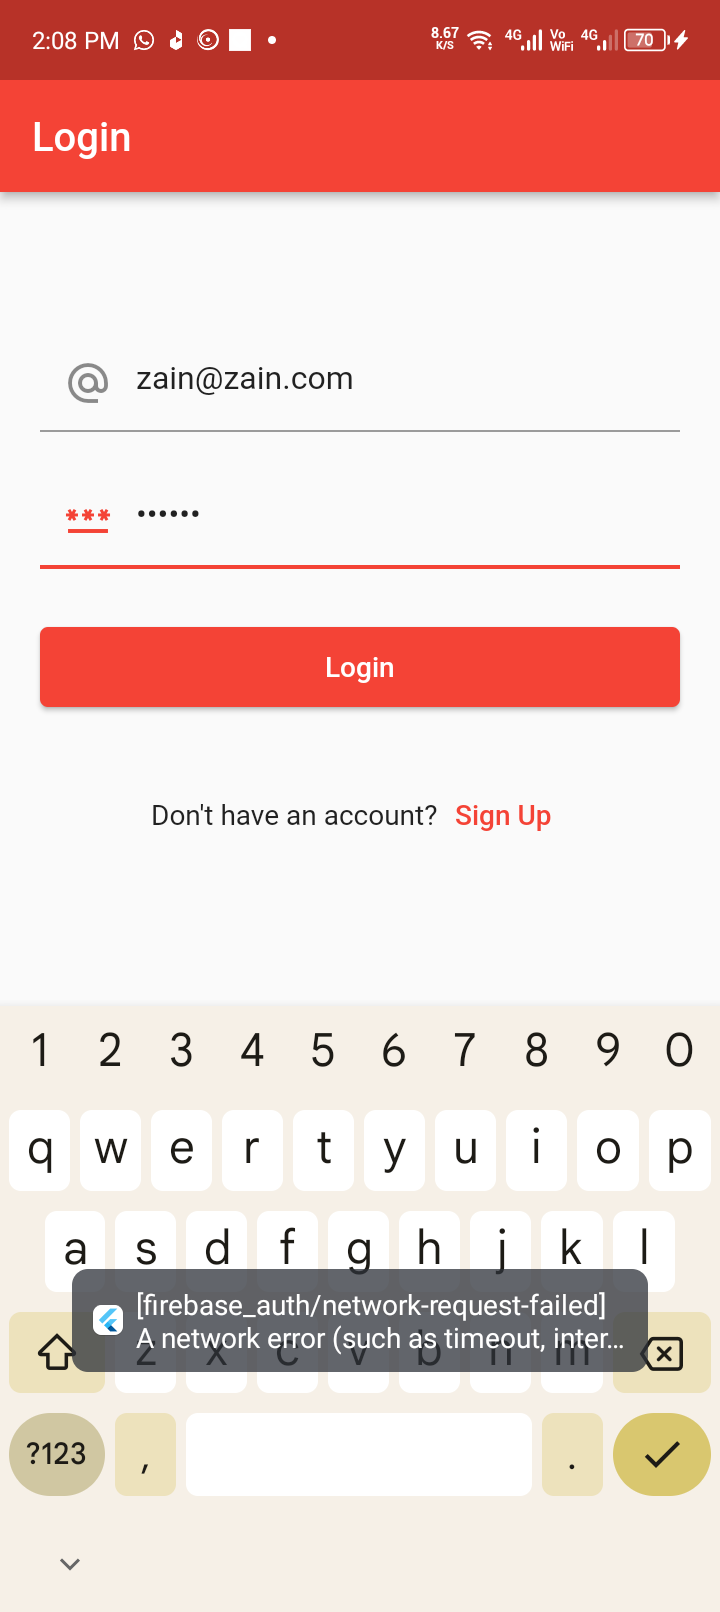 2:08 PM 8.67 K/S 4G Vo WiFi 4G 70
Login
zain@zain.com
*** ••••••
Login
Don't have an account? Sign Up
1 2 3 4 5 6 7 8 9 0
q w e r t y u i o p
a s d f g h j k l
[firebase_auth/network-request-failed]
A network error (such as timeout, inter...
z x c v b n m
?123 , .